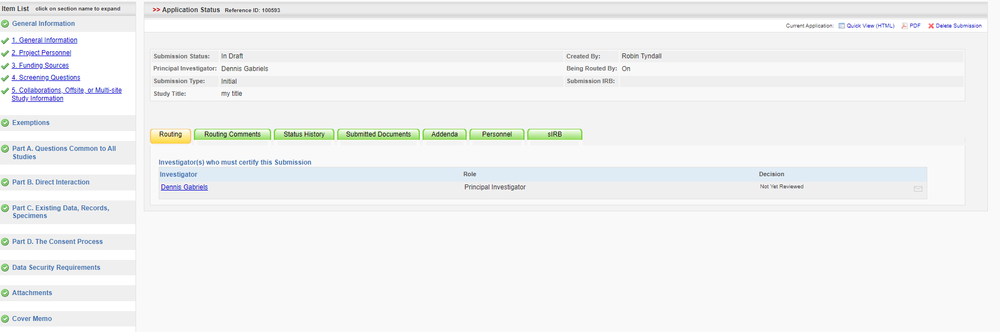 Item List click on section name to expand
General Information
1. General Information
2. Project Personnel
3. Funding Sources
4. Screening Questions
5. Collaborations, Offsite, or Multi-site
Study Information
Exemptions
Part A. Questions Common to All
Studies
Part B. Direct Interaction
Part C. Existing Data, Records,
Specimens
Part D. The Consent Process
Data Security Requirements
Attachments
Cover Memo
>> Application Status Reference ID: 100593
Current Application: Quick View (HTML) PDF Delete Submission
Submission Status: In Draft Created By: Robin Tyndall
Principal Investigator: Dennis Gabriels Being Routed By: On
Submission Type: Initial Submission IRB:
Study Title: my title
Routing Routing Comments Status History Submitted Documents Addenda Personnel sIRB
Investigator(s) who must certify this Submission
Investigator Role Decision
Dennis Gabriels Principal Investigator Not Yet Reviewed